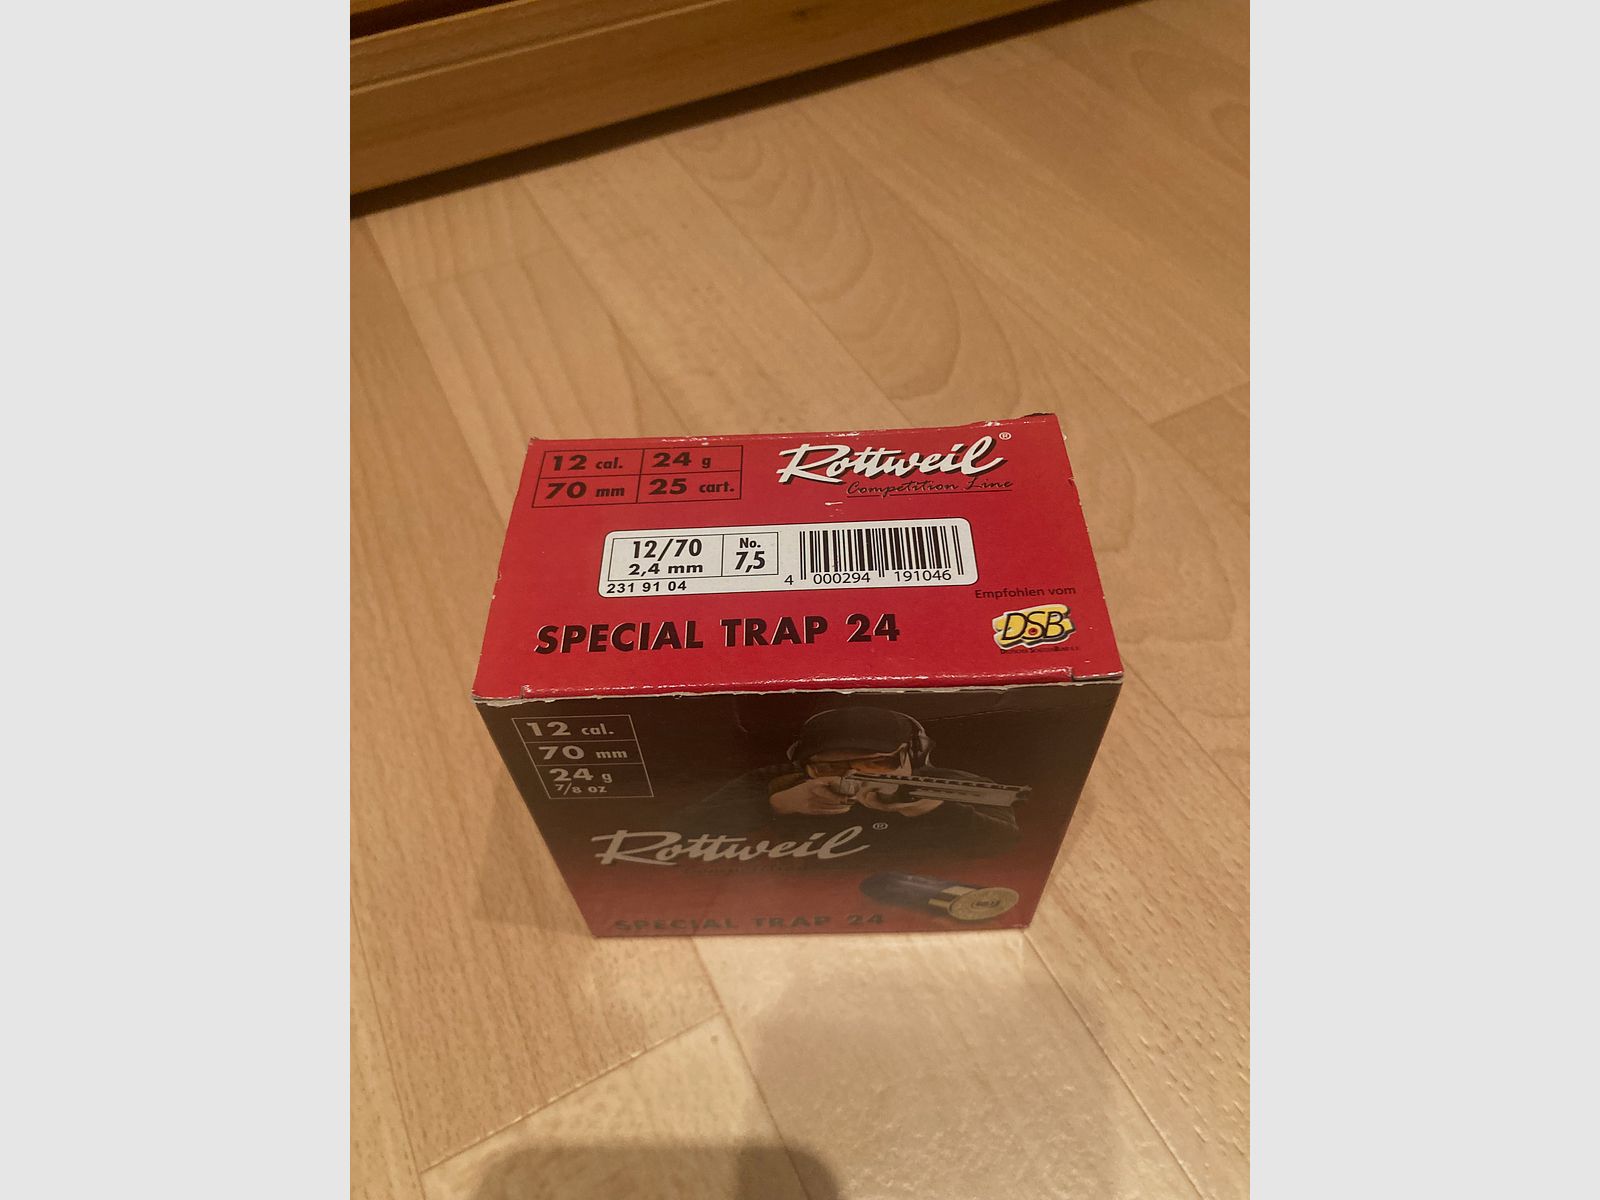 12 cal. 24 g
70 mm 25 cart.
Rottweil®
Competition Line
12/70 No.
2,4 mm 7,5
231 91 04
4 000294 191046
Empfohlen vom
DSB
SPECIAL TRAP 24
12 cal.
70 mm
24 g
7/8 oz
Rottweil®
Competition
SPECIAL TRAP 24